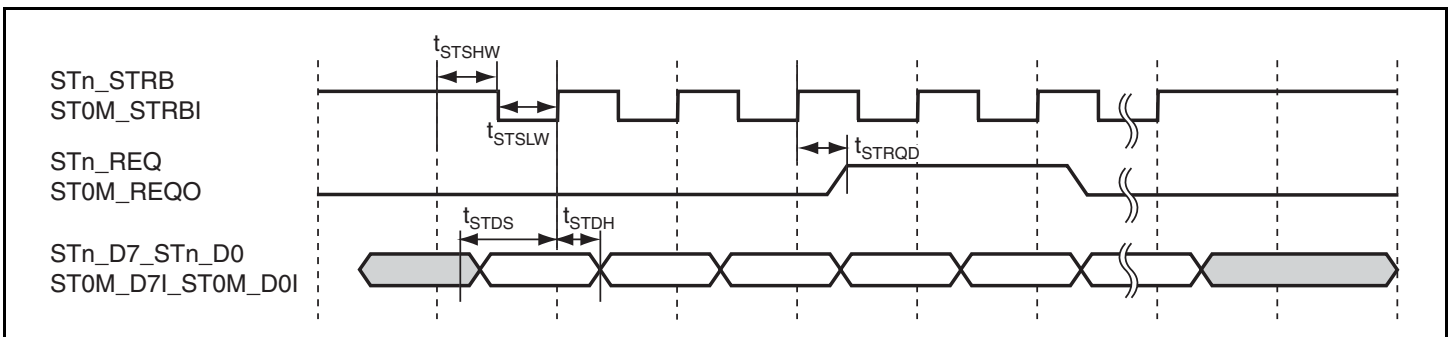 tSTSHW
STn_STRB
ST0M_STRBI
tSTSLW
STn_REQ
ST0M_REQO
tSTRQD
tSTDS
tSTDH
STn_D7_STn_D0
ST0M_D7I_ST0M_D0I